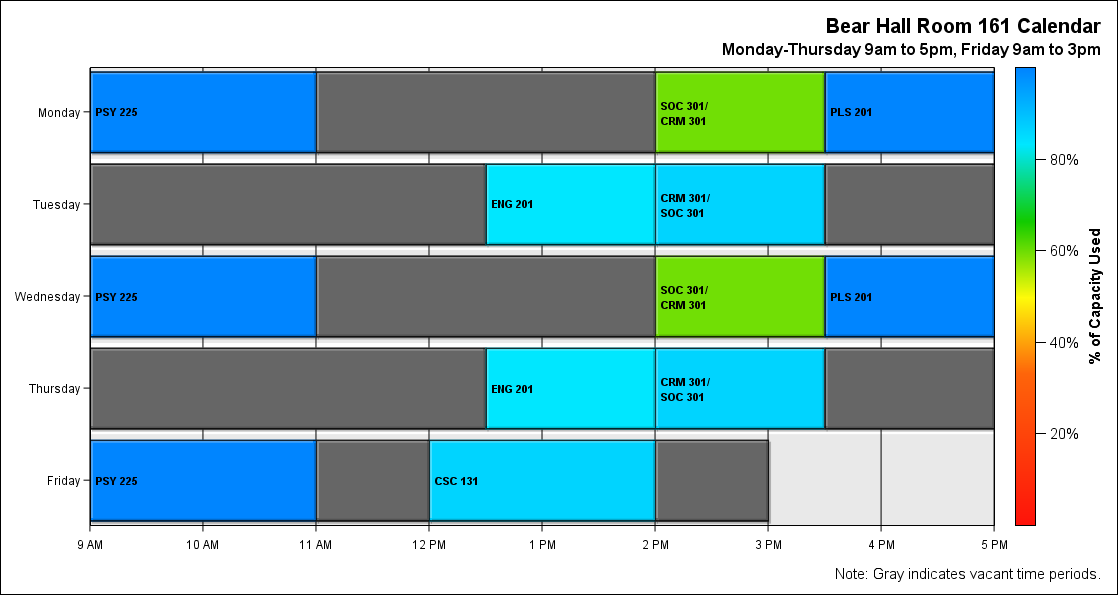 Bear Hall Room 161 Calendar
Monday-Thursday 9am to 5pm, Friday 9am to 3pm
Monday
PSY 225
SOC 301/
CRM 301
PLS 201
Tuesday
ENG 201
CRM 301/
SOC 301
Wednesday
PSY 225
SOC 301/
CRM 301
PLS 201
Thursday
ENG 201
CRM 301/
SOC 301
Friday
PSY 225
CSC 131
9 AM
10 AM
11 AM
12 PM
1 PM
2 PM
3 PM
4 PM
5 PM
80%
60%
40%
20%
% of Capacity Used
Note: Gray indicates vacant time periods.